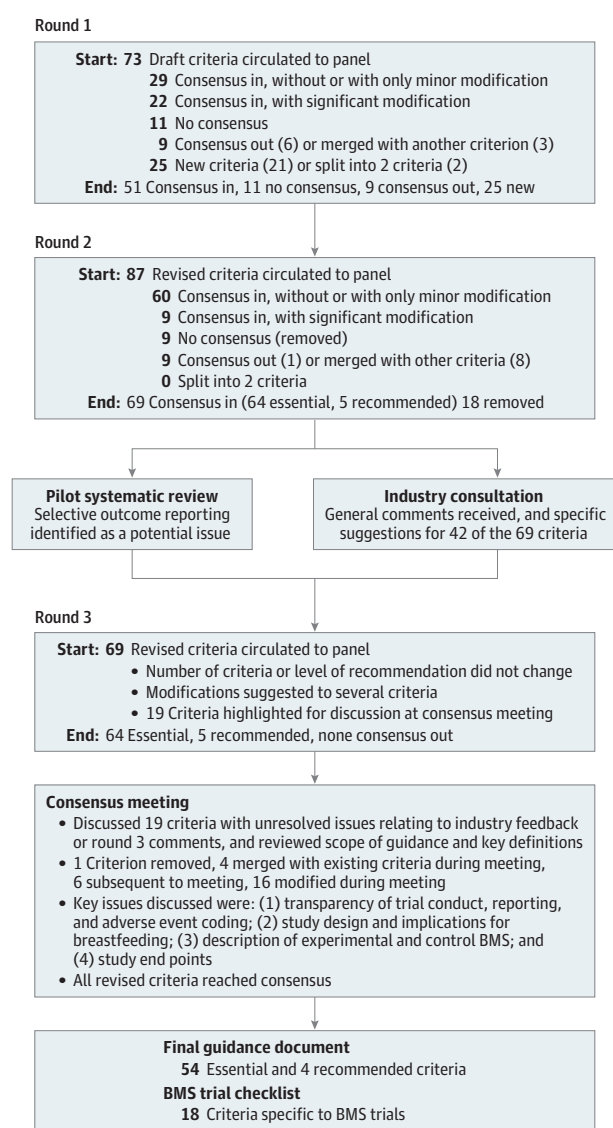 Round 1
Start: 73 Draft criteria circulated to panel
29 Consensus in, without or with only minor modification
22 Consensus in, with significant modification
11 No consensus
9 Consensus out (6) or merged with another criterion (3)
25 New criteria (21) or split into 2 criteria (2)
End: 51 Consensus in, 11 no consensus, 9 consensus out, 25 new
Round 2
Start: 87 Revised criteria circulated to panel
60 Consensus in, without or with only minor modification
9 Consensus in, with significant modification
9 No consensus (removed)
9 Consensus out (1) or merged with other criteria (8)
0 Split into 2 criteria
End: 69 Consensus in (64 essential, 5 recommended) 18 removed
Pilot systematic review
Selective outcome reporting
identified as a potential issue
Industry consultation
General comments received, and specific
suggestions for 42 of the 69 criteria
Round 3
Start: 69 Revised criteria circulated to panel
• Number of criteria or level of recommendation did not change
• Modifications suggested to several criteria
• 19 Criteria highlighted for discussion at consensus meeting
End: 64 Essential, 5 recommended, none consensus out
Consensus meeting
• Discussed 19 criteria with unresolved issues relating to industry feedback
or round 3 comments, and reviewed scope of guidance and key definitions
• 1 Criterion removed, 4 merged with existing criteria during meeting,
6 subsequent to meeting, 16 modified during meeting
• Key issues discussed were: (1) transparency of trial conduct, reporting,
and adverse event coding; (2) study design and implications for
breastfeeding; (3) description of experimental and control BMS; and
(4) study end points
• All revised criteria reached consensus
Final guidance document
54 Essential and 4 recommended criteria
BMS trial checklist
18 Criteria specific to BMS trials